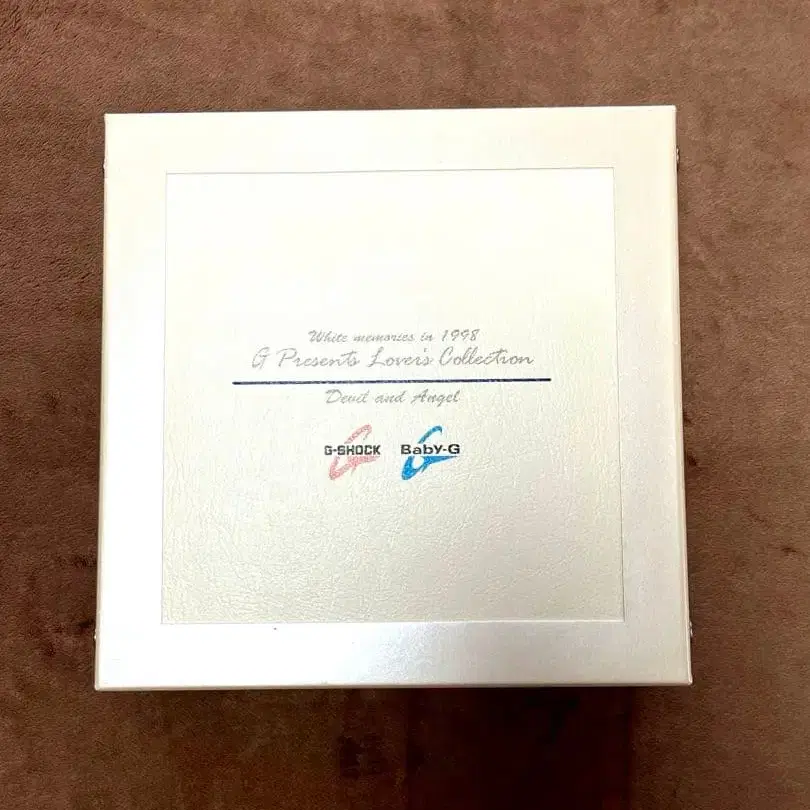 White memories in 1998
G Presents Lover's Collection
Devil and Angel
G-SHOCK Baby-G